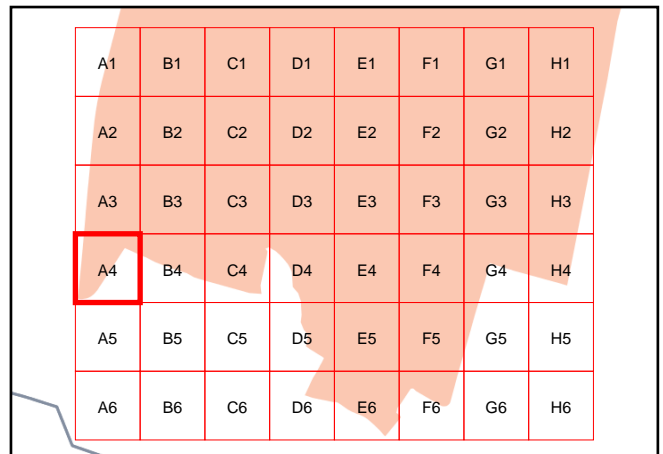 A1 B1 C1 D1 E1 F1 G1 H1
A2 B2 C2 D2 E2 F2 G2 H2
A3 B3 C3 D3 E3 F3 G3 H3
A4 B4 C4 D4 E4 F4 G4 H4
A5 B5 C5 D5 E5 F5 G5 H5
A6 B6 C6 D6 E6 F6 G6 H6